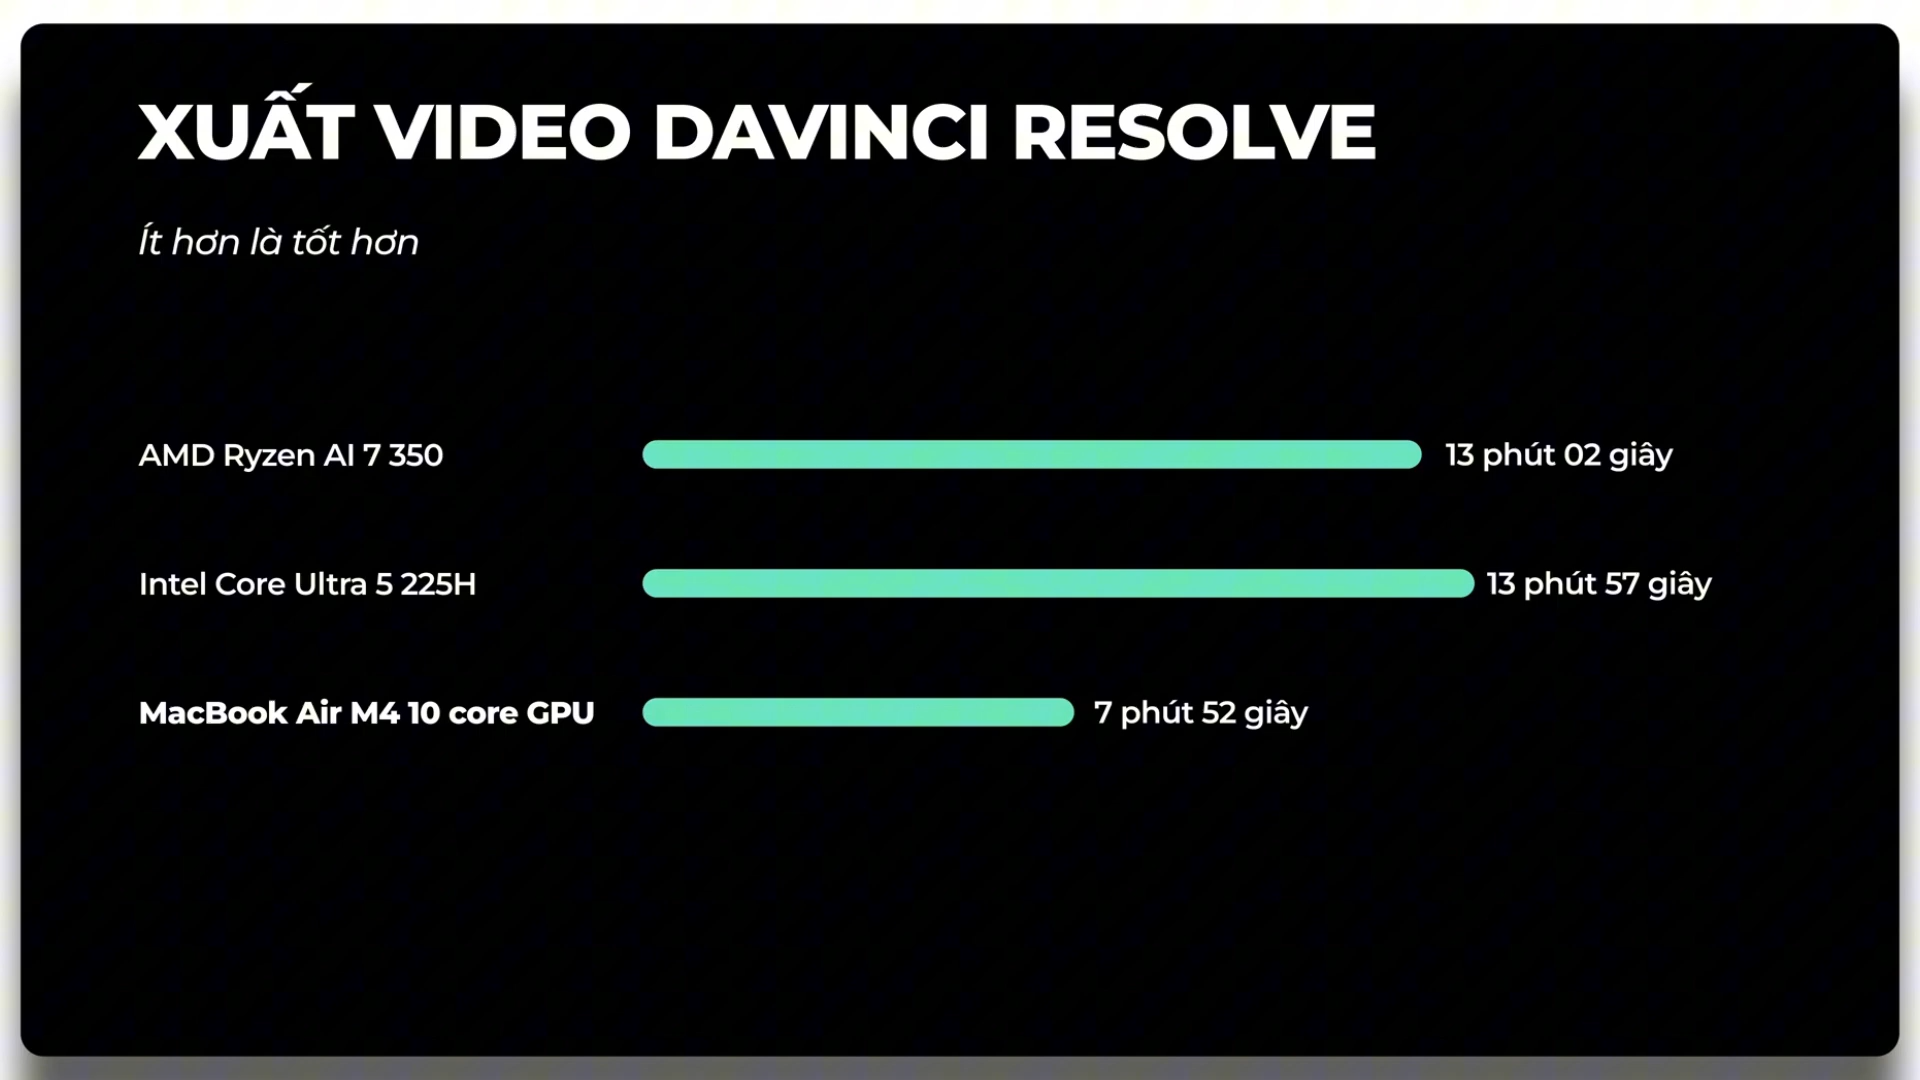 XUẤT VIDEO DAVINCI RESOLVE
Ít hơn là tốt hơn
AMD Ryzen AI 7 350 13 phút 02 giây
Intel Core Ultra 5 225H 13 phút 57 giây
MacBook Air M4 10 core GPU 7 phút 52 giây